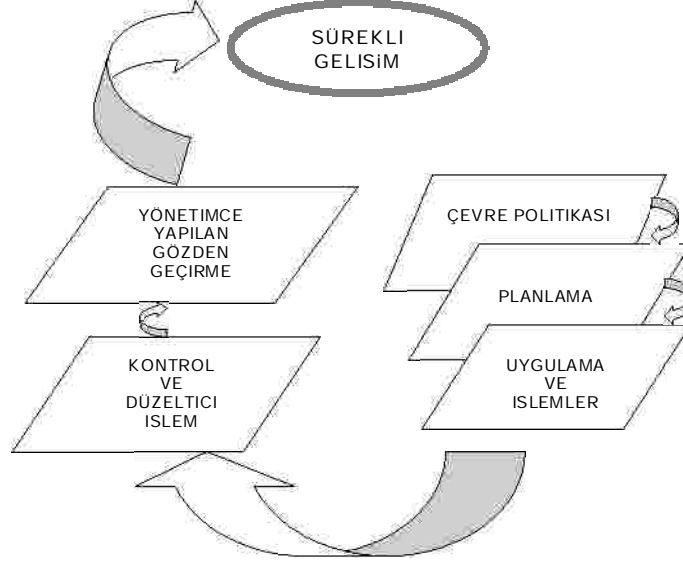 SÜREKLI
GELISiM
YÖNETIMCE
YAPILAN
GÖZDEN
GEÇIRME
ÇEVRE POLITIKASI
PLANLAMA
KONTROL
VE
DÜZELTICI
ISLEM
UYGULAMA
VE
ISLEMLER